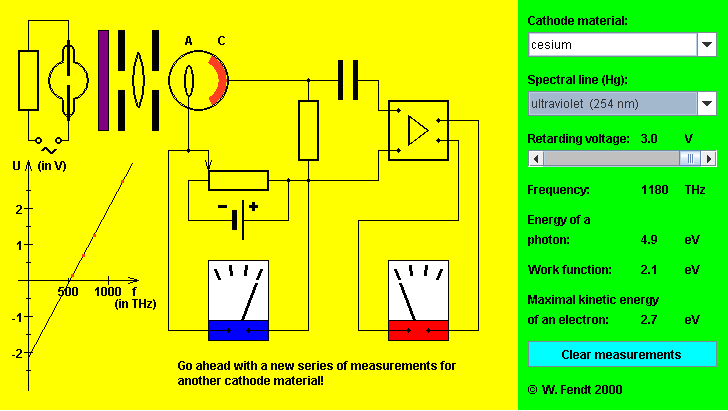 A C
U (in V)
2
1
-1
-2
500 1000 f
(in THz)
- +
Go ahead with a new series of measurements for
another cathode material!
Cathode material:
cesium
Spectral line (Hg):
ultraviolet (254 nm)
Retarding voltage: 3.0 V
Frequency: 1180 THz
Energy of a
photon: 4.9 eV
Work function: 2.1 eV
Maximal kinetic energy
of an electron: 2.7 eV
Clear measurements
© W. Fendt 2000